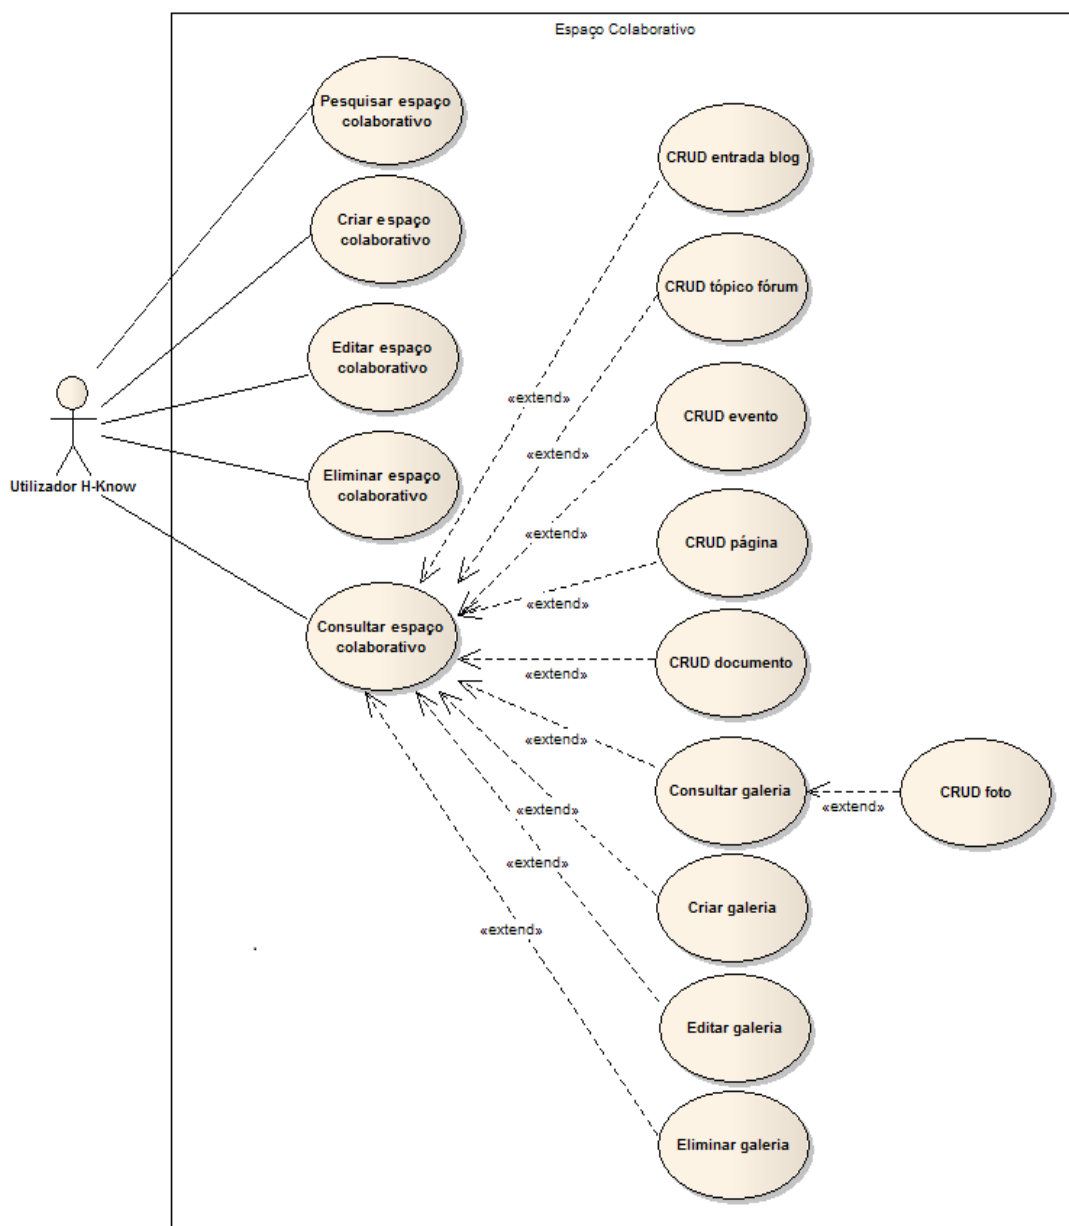 Espaço Colaborativo
Pesquisar espaço
colaborativo
CRUD entrada blog
Criar espaço
colaborativo
CRUD tópico fórum
Editar espaço
colaborativo
«extend»
CRUD evento
«extend»
Eliminar espaço
colaborativo
Utilizador H-Know
«extend»
CRUD página
«extend»
Consultar espaço
colaborativo
CRUD documento
«extend»
«extend»
Consultar galeria
CRUD foto
«extend»
«extend»
«extend»
Criar galeria
«extend»
Editar galeria
Eliminar galeria